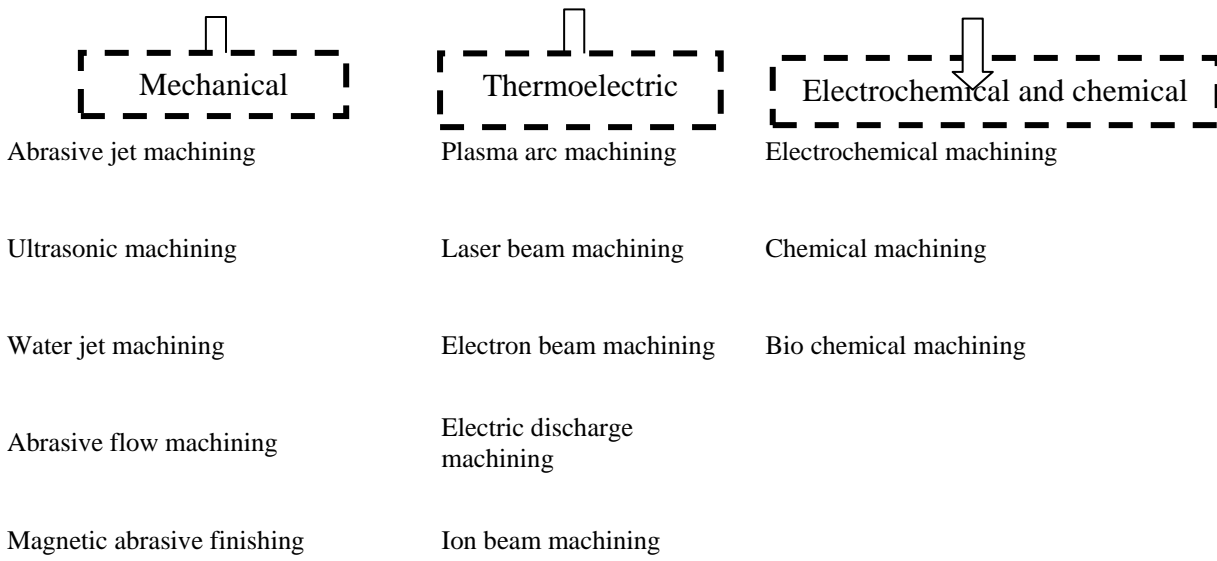 Mechanical
Thermoelectric
Electrochemical and chemical
Abrasive jet machining
Plasma arc machining
Electrochemical machining
Ultrasonic machining
Laser beam machining
Chemical machining
Water jet machining
Electron beam machining
Bio chemical machining
Abrasive flow machining
Electric discharge
machining
Magnetic abrasive finishing
Ion beam machining